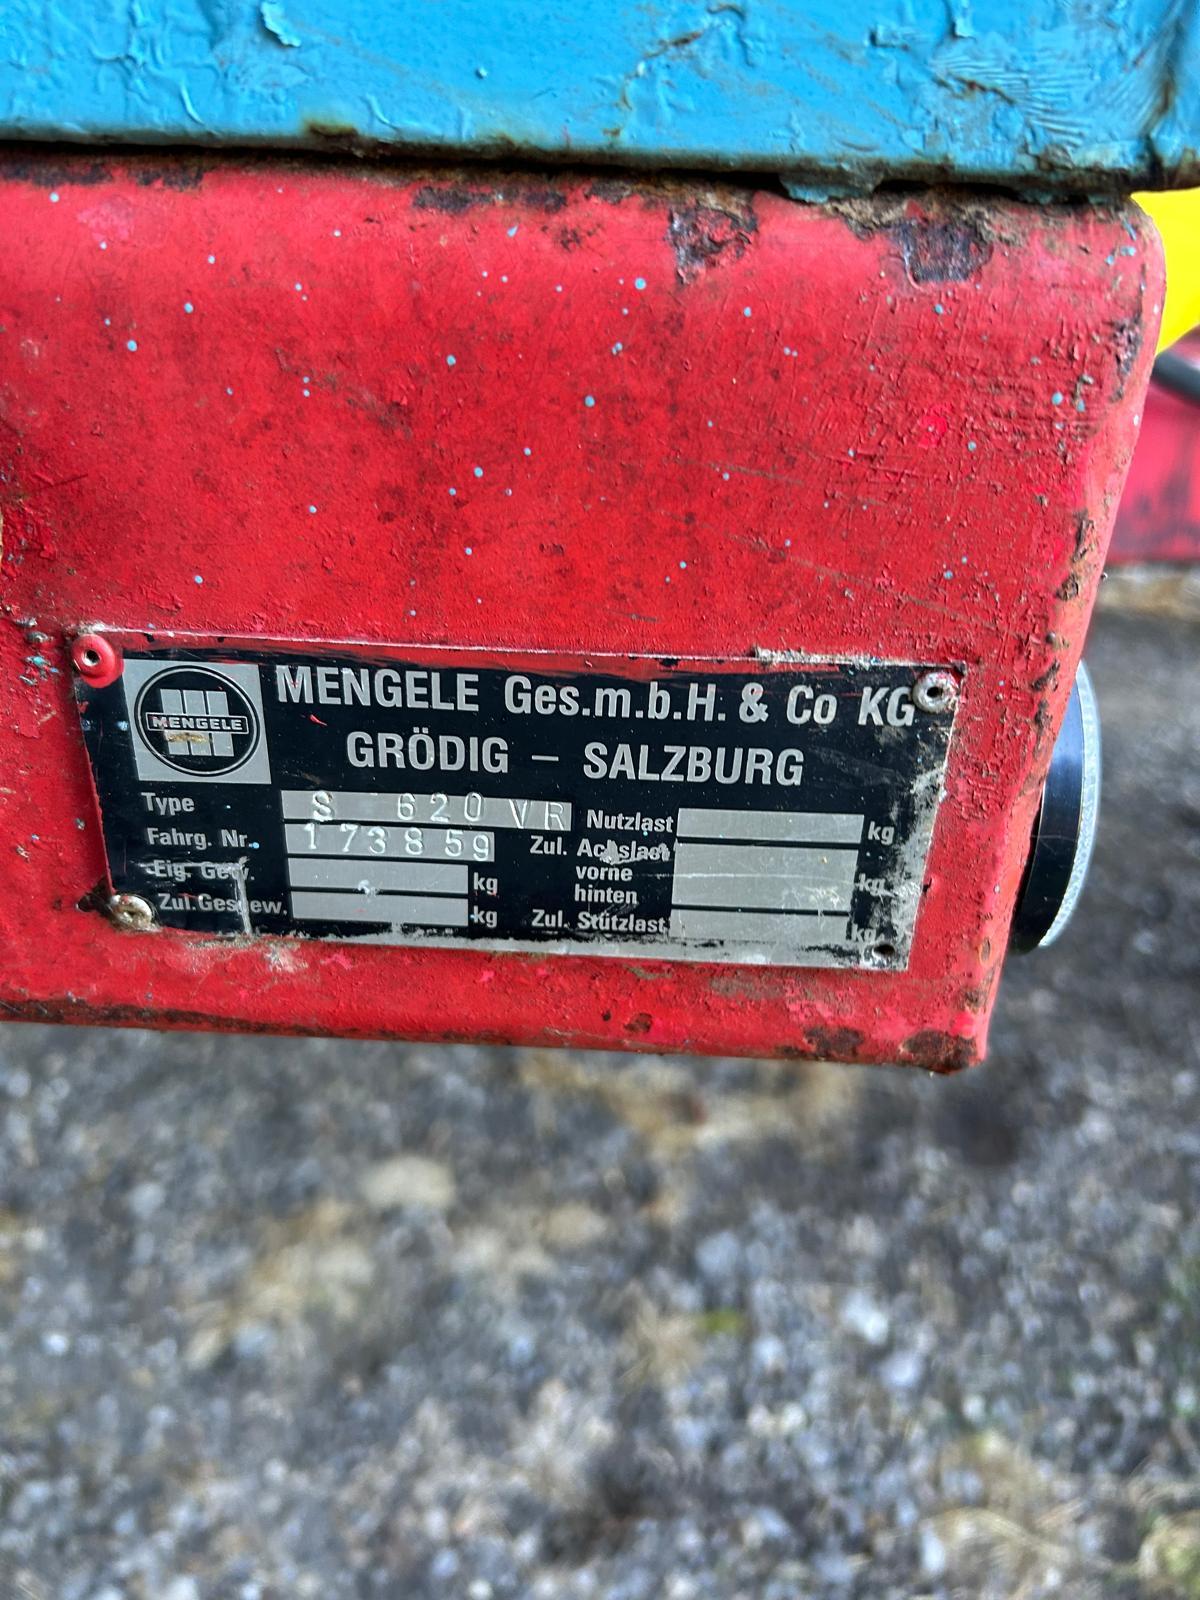 MENGELE
MENGELE Ges.m.b.H. & Co KG
GRÖDIG – SALZBURG
Type S 620 VR
Nutzlast kg
Fahrg. Nr. 173859
Zul. Achslast
vorne
hinten kg
Eig. Gew. kg
Zul.Gesgew. kg
Zul. Stützlast kg